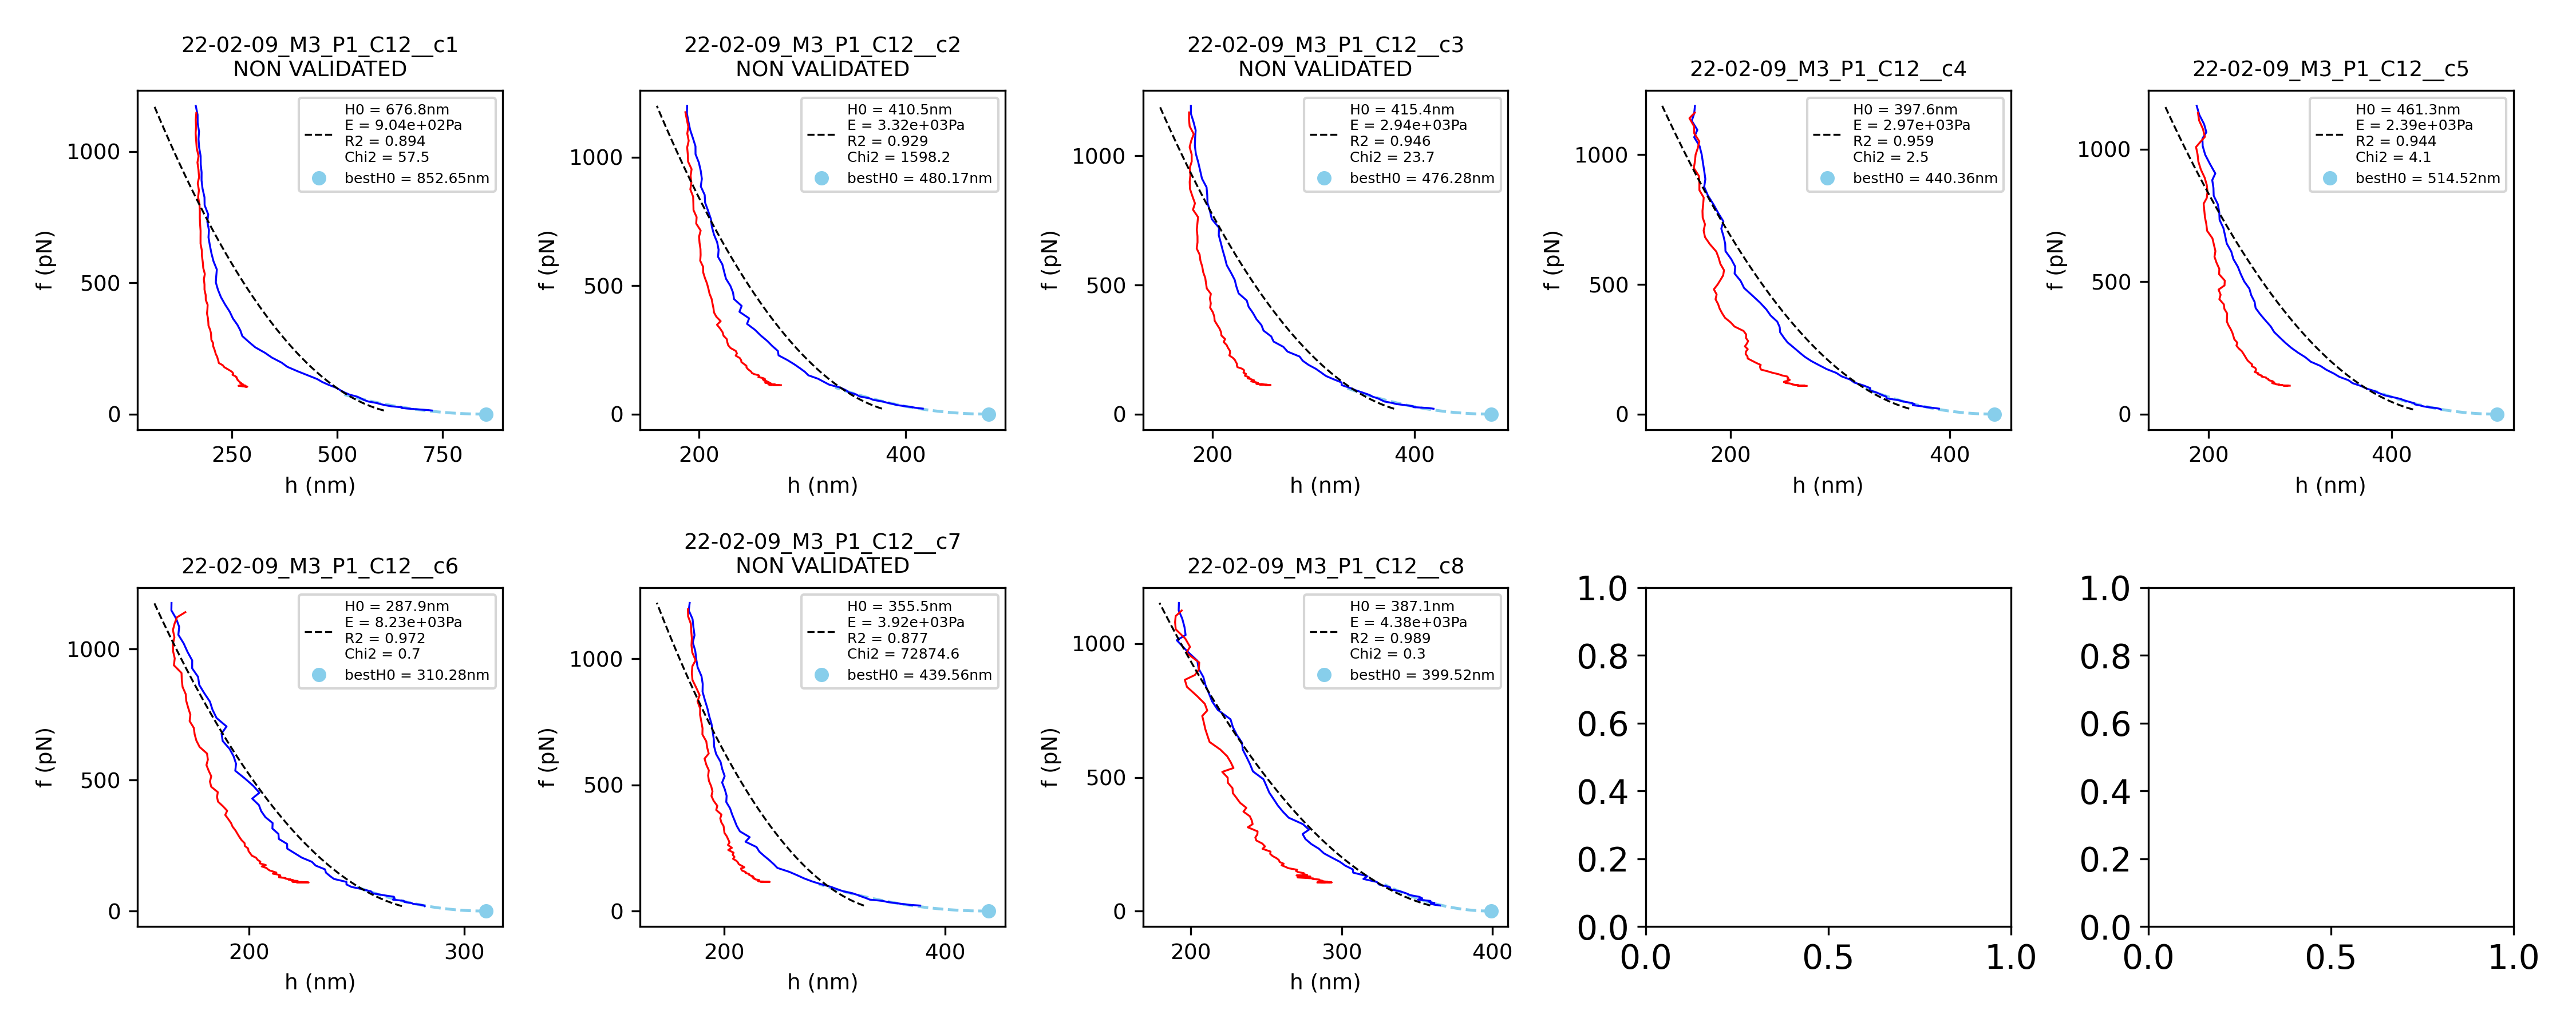 22-02-09_M3_P1_C12__c1
NON VALIDATED
H0 = 676.8nm
E = 9.04e+02Pa
R2 = 0.894
Chi2 = 57.5
bestH0 = 852.65nm
1000
500
0
f (pN)
250 500 750
h (nm)
22-02-09_M3_P1_C12__c2
NON VALIDATED
H0 = 410.5nm
E = 3.32e+03Pa
R2 = 0.929
Chi2 = 1598.2
bestH0 = 480.17nm
1000
500
0
f (pN)
200 400
h (nm)
22-02-09_M3_P1_C12__c3
NON VALIDATED
H0 = 415.4nm
E = 2.94e+03Pa
R2 = 0.946
Chi2 = 23.7
bestH0 = 476.28nm
1000
500
0
f (pN)
200 400
h (nm)
22-02-09_M3_P1_C12__c4
H0 = 397.6nm
E = 2.97e+03Pa
R2 = 0.959
Chi2 = 2.5
bestH0 = 440.36nm
1000
500
0
f (pN)
200 400
h (nm)
22-02-09_M3_P1_C12__c5
H0 = 461.3nm
E = 2.39e+03Pa
R2 = 0.944
Chi2 = 4.1
bestH0 = 514.52nm
1000
500
0
f (pN)
200 400
h (nm)
22-02-09_M3_P1_C12__c6
H0 = 287.9nm
E = 8.23e+03Pa
R2 = 0.972
Chi2 = 0.7
bestH0 = 310.28nm
1000
500
0
f (pN)
200 300
h (nm)
22-02-09_M3_P1_C12__c7
NON VALIDATED
H0 = 355.5nm
E = 3.92e+03Pa
R2 = 0.877
Chi2 = 72874.6
bestH0 = 439.56nm
1000
500
0
f (pN)
200 400
h (nm)
22-02-09_M3_P1_C12__c8
H0 = 387.1nm
E = 4.38e+03Pa
R2 = 0.989
Chi2 = 0.3
bestH0 = 399.52nm
1000
500
0
f (pN)
200 300 400
h (nm)
1.0
0.8
0.6
0.4
0.2
0.0
0.0 0.5 1.0
1.0
0.8
0.6
0.4
0.2
0.0
0.0 0.5 1.0